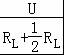 U
R_L + 1/2 R_L